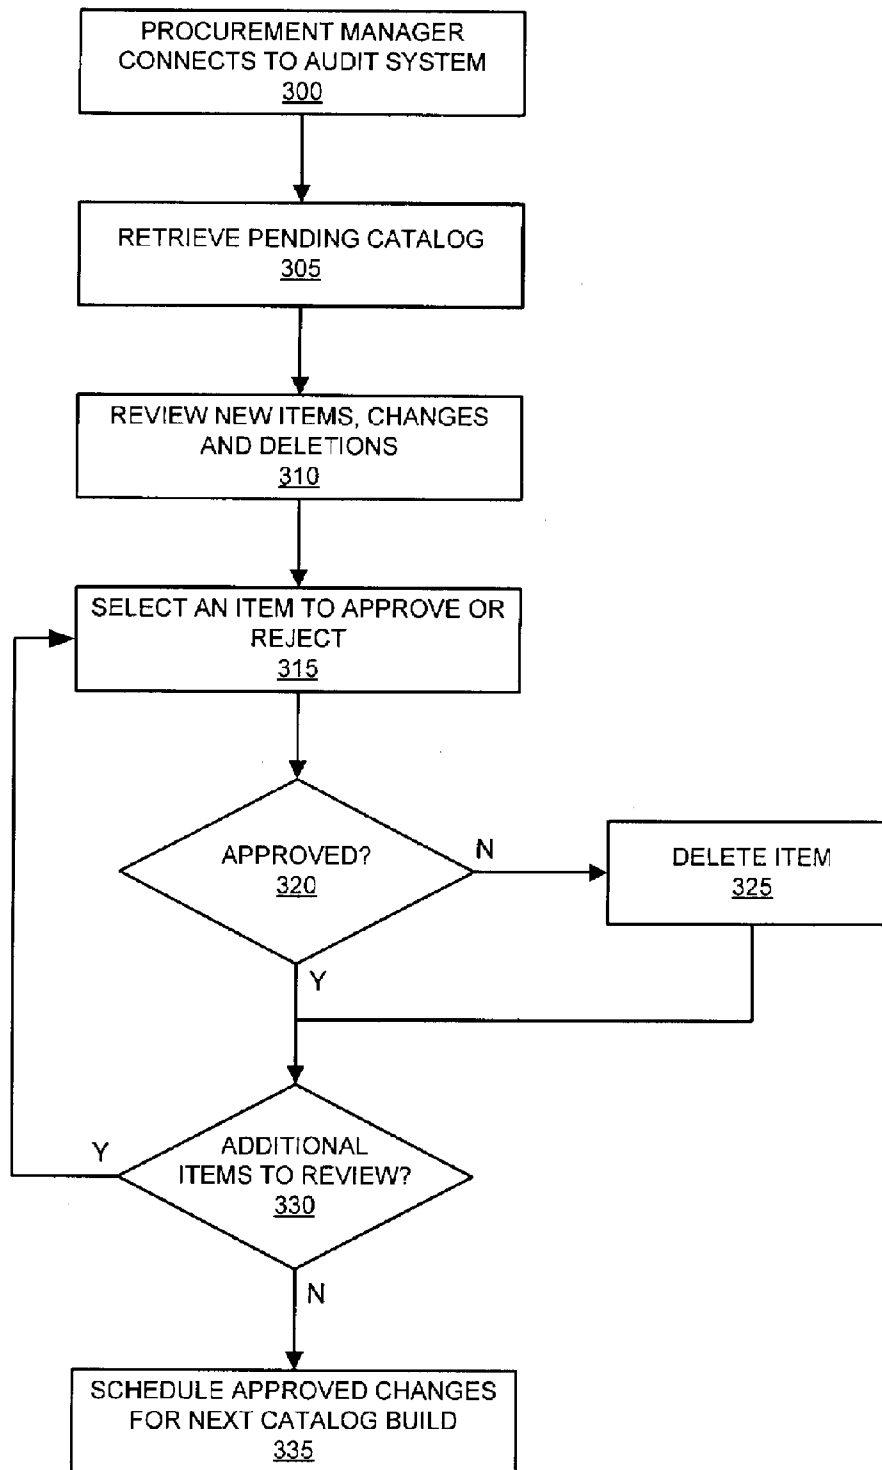 PROCUREMENT MANAGER
CONNECTS TO AUDIT SYSTEM
300
RETRIEVE PENDING CATALOG
305
REVIEW NEW ITEMS, CHANGES
AND DELETIONS
310
SELECT AN ITEM TO APPROVE OR
REJECT
315
APPROVED?
320
N
DELETE ITEM
325
Y
ADDITIONAL
ITEMS TO REVIEW?
330
Y
N
SCHEDULE APPROVED CHANGES
FOR NEXT CATALOG BUILD
335